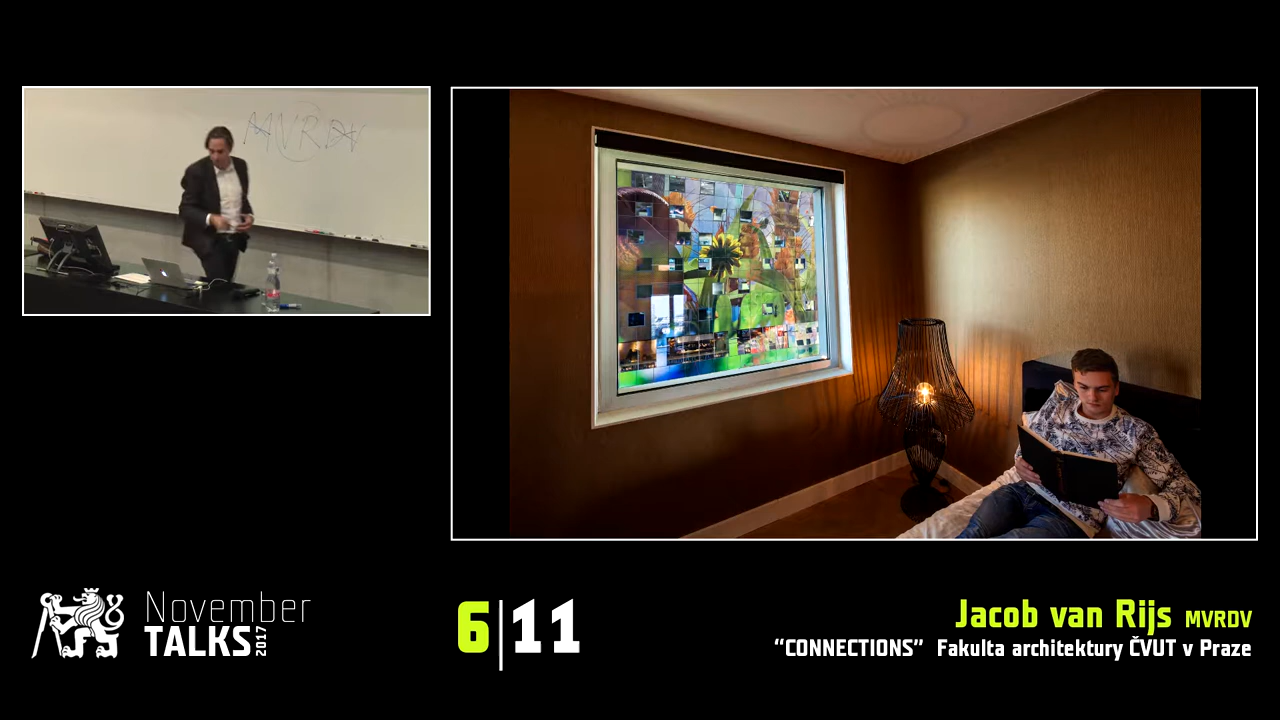 MVRDV
November
TALKS 2017
6|11
Jacob van Rijs MVRDV
“CONNECTIONS” Fakulta architektury ČVUT v Praze